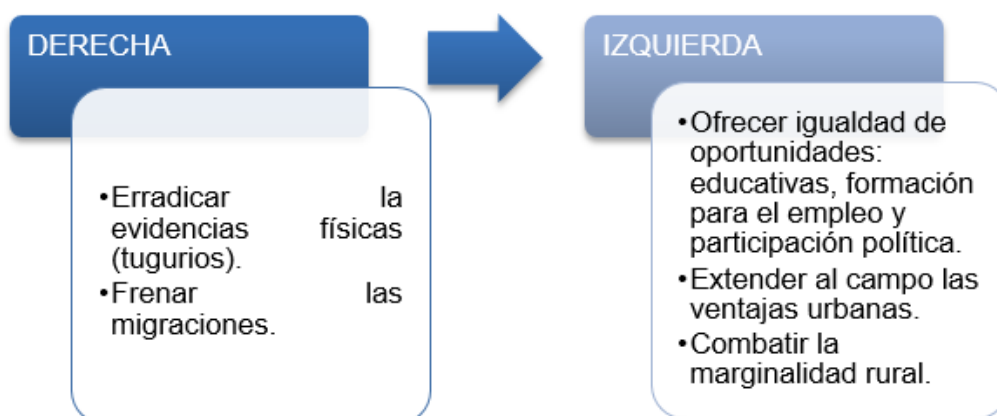 DERECHA
•Erradicar la
evidencias físicas
(tugurios).
•Frenar las
migraciones.
IZQUIERDA
•Ofrecer igualdad de
oportunidades:
educativas, formación
para el empleo y
participación política.
•Extender al campo las
ventajas urbanas.
•Combatir la
marginalidad rural.